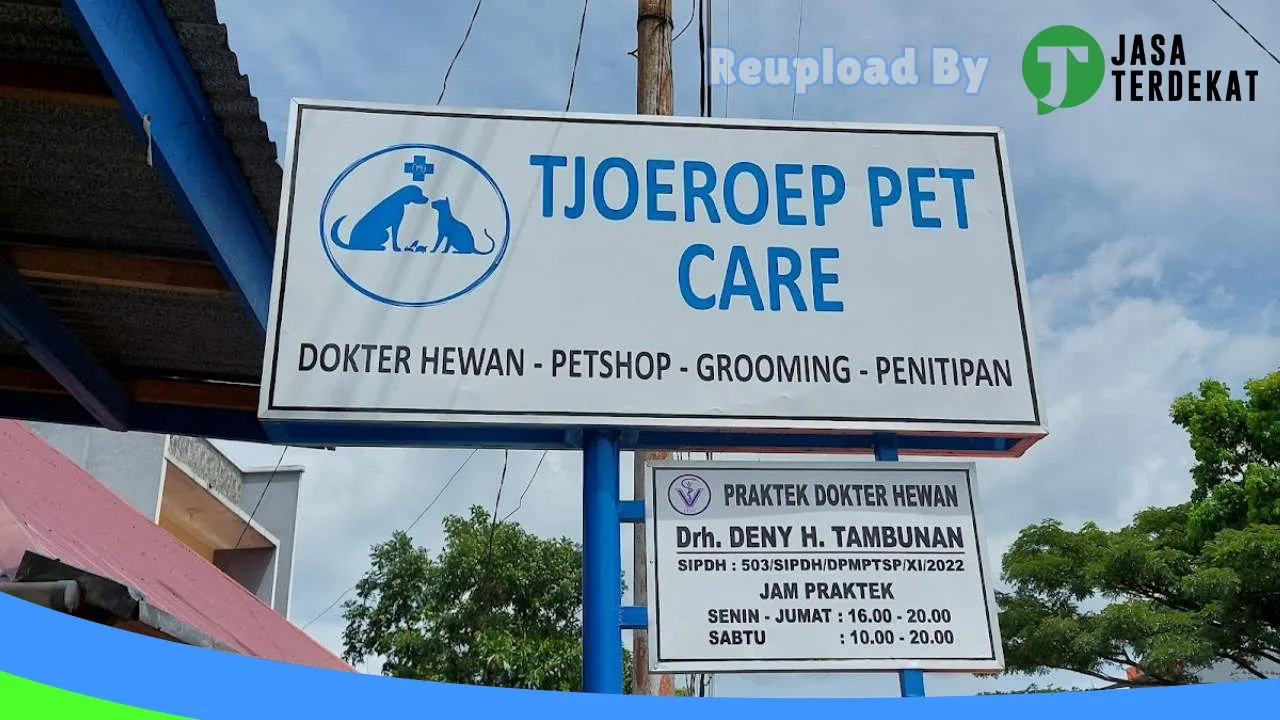 Reupload By
JASA
TERDEKAT
TJOEROEP PET
CARE
DOKTER HEWAN - PETSHOP - GROOMING - PENITIPAN
PRAKTEK DOKTER HEWAN
Drh. DENY H. TAMBUNAN
SIPDH : 503/SIPDH/DPMPTSP/XI/2022
JAM PRAKTEK
SENIN - JUMAT : 16.00 - 20.00
SABTU : 10.00 - 20.00